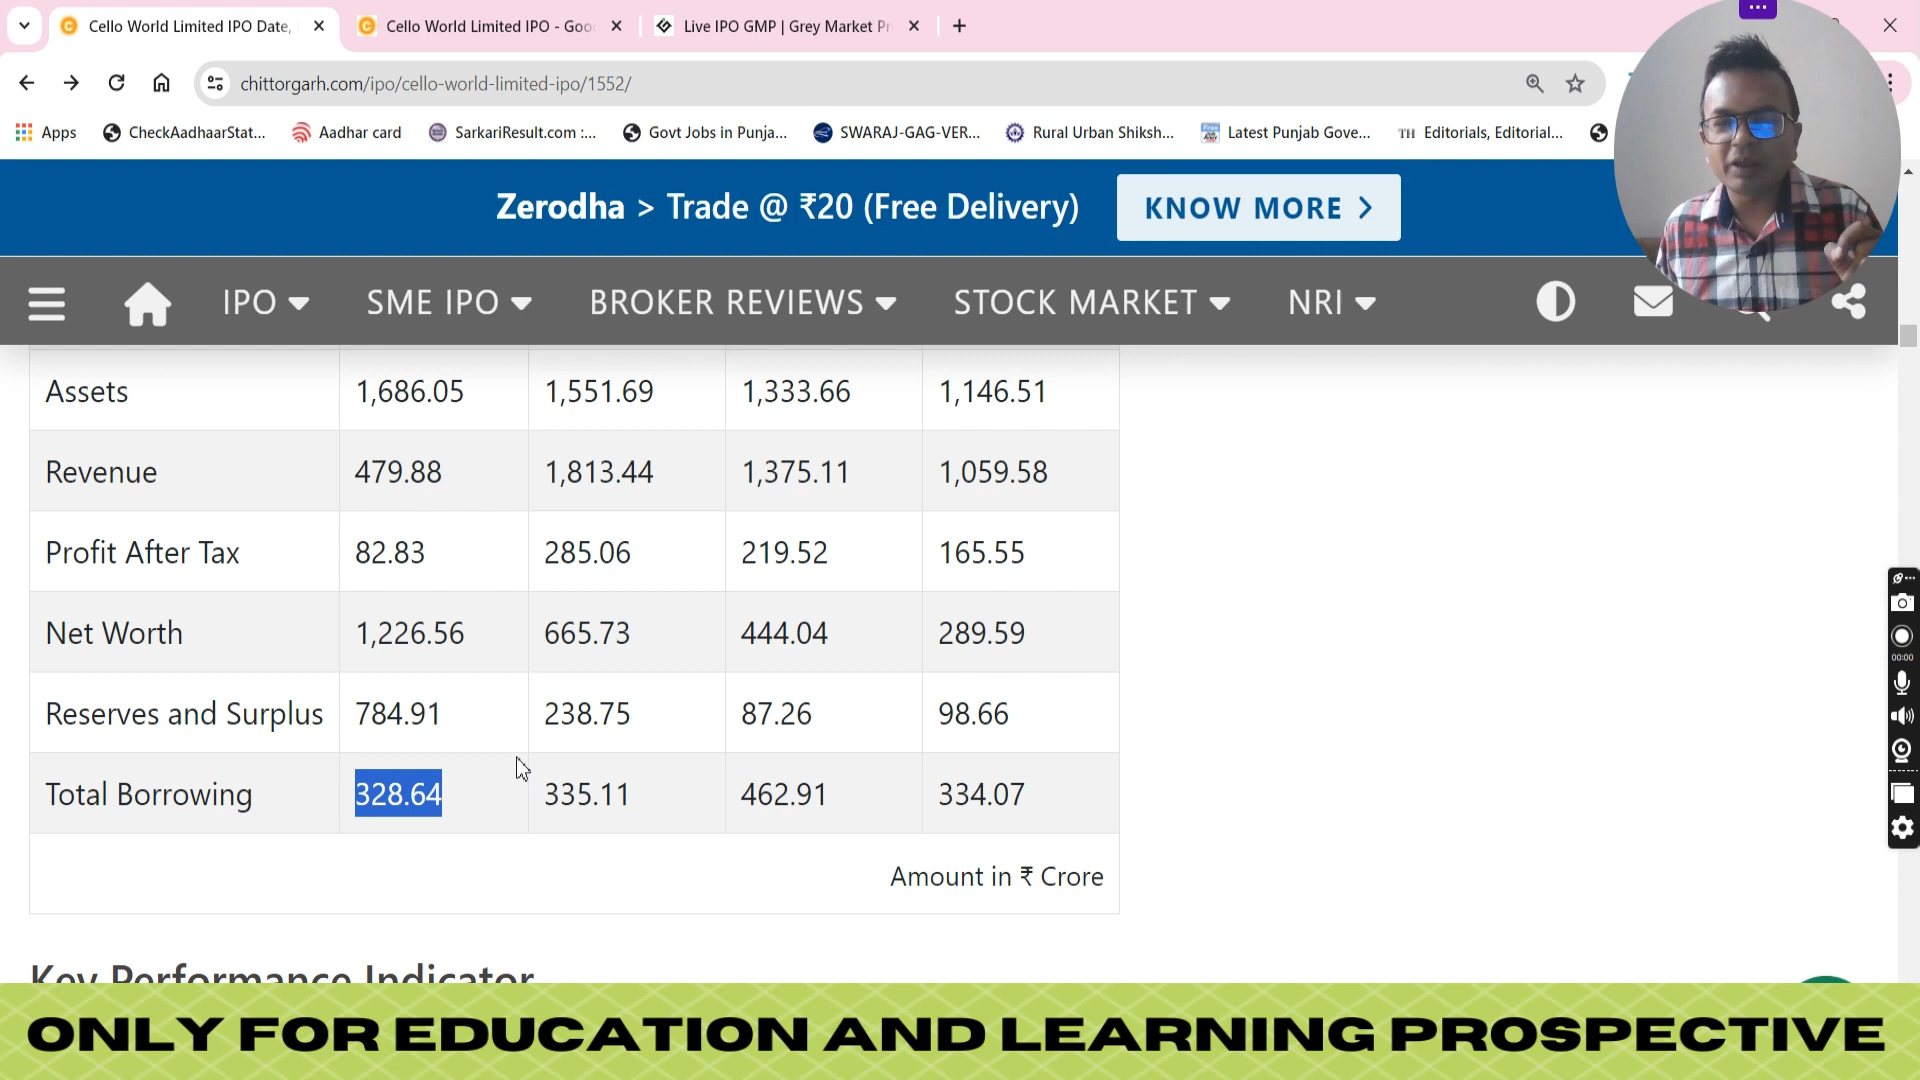 Cello World Limited IPO Date,
Cello World Limited IPO - Goo
Live IPO GMP | Grey Market Pr
chittorgarh.com/ipo/cello-world-limited-ipo/1552/
Apps
CheckAadhaarStat...
Aadhar card
SarkariResult.com :...
Govt Jobs in Punja...
SWARAJ-GAG-VER...
Rural Urban Shiksh...
Latest Punjab Gove...
TH Editorials, Editorial...
Zerodha > Trade @ ₹20 (Free Delivery)
KNOW MORE >
IPO
SME IPO
BROKER REVIEWS
STOCK MARKET
NRI
Assets 1,686.05 1,551.69 1,333.66 1,146.51
Revenue 479.88 1,813.44 1,375.11 1,059.58
Profit After Tax 82.83 285.06 219.52 165.55
Net Worth 1,226.56 665.73 444.04 289.59
Reserves and Surplus 784.91 238.75 87.26 98.66
Total Borrowing 328.64 335.11 462.91 334.07
Amount in ₹ Crore
Key Performance Indicator
00:00
ONLY FOR EDUCATION AND LEARNING PROSPECTIVE